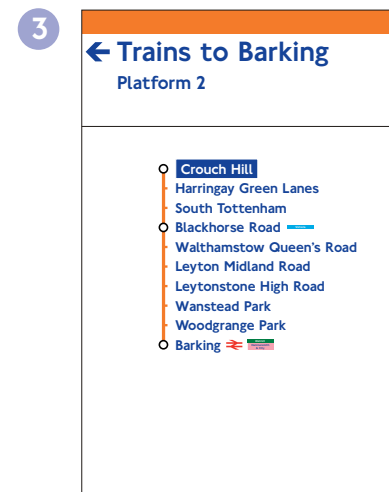 3
← Trains to Barking
Platform 2
Crouch Hill
Harringay Green Lanes
South Tottenham
Blackhorse Road
Walthamstow Queen's Road
Leyton Midland Road
Leytonstone High Road
Wanstead Park
Woodgrange Park
Barking